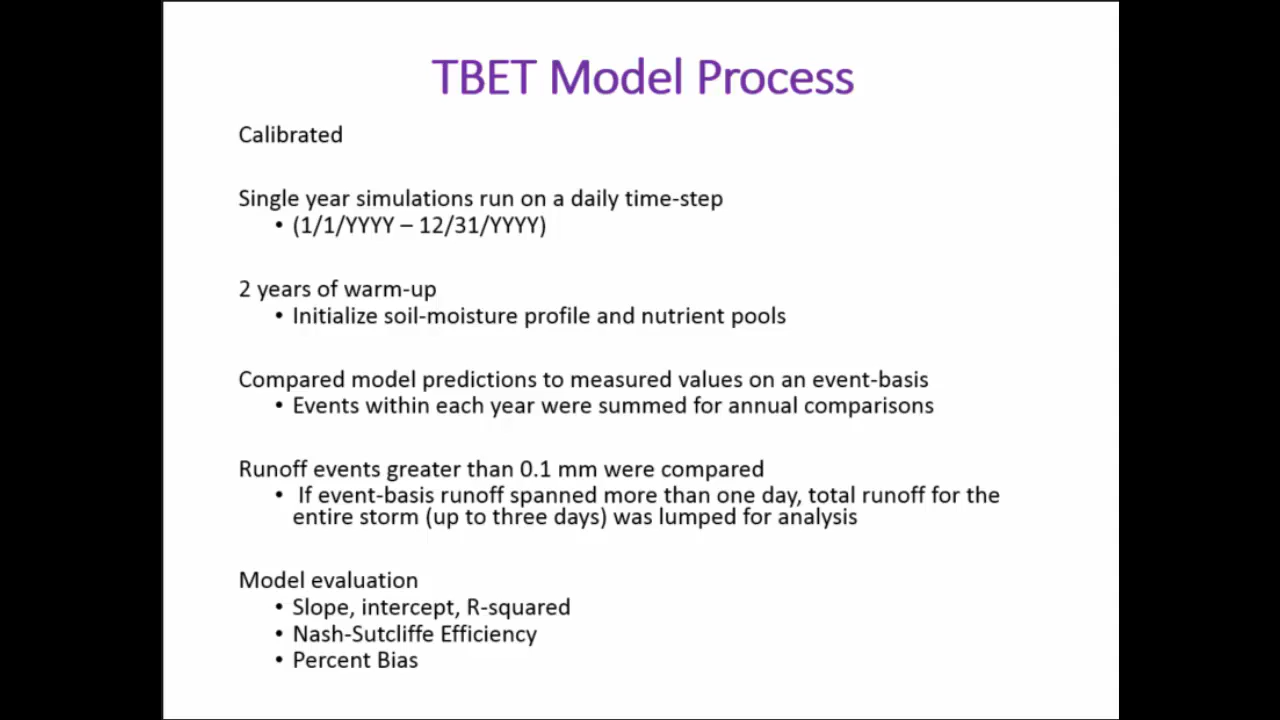 TBET Model Process
Calibrated
Single year simulations run on a daily time-step
• (1/1/YYYY – 12/31/YYYY)
2 years of warm-up
• Initialize soil-moisture profile and nutrient pools
Compared model predictions to measured values on an event-basis
• Events within each year were summed for annual comparisons
Runoff events greater than 0.1 mm were compared
• If event-basis runoff spanned more than one day, total runoff for the
entire storm (up to three days) was lumped for analysis
Model evaluation
• Slope, intercept, R-squared
• Nash-Sutcliffe Efficiency
• Percent Bias